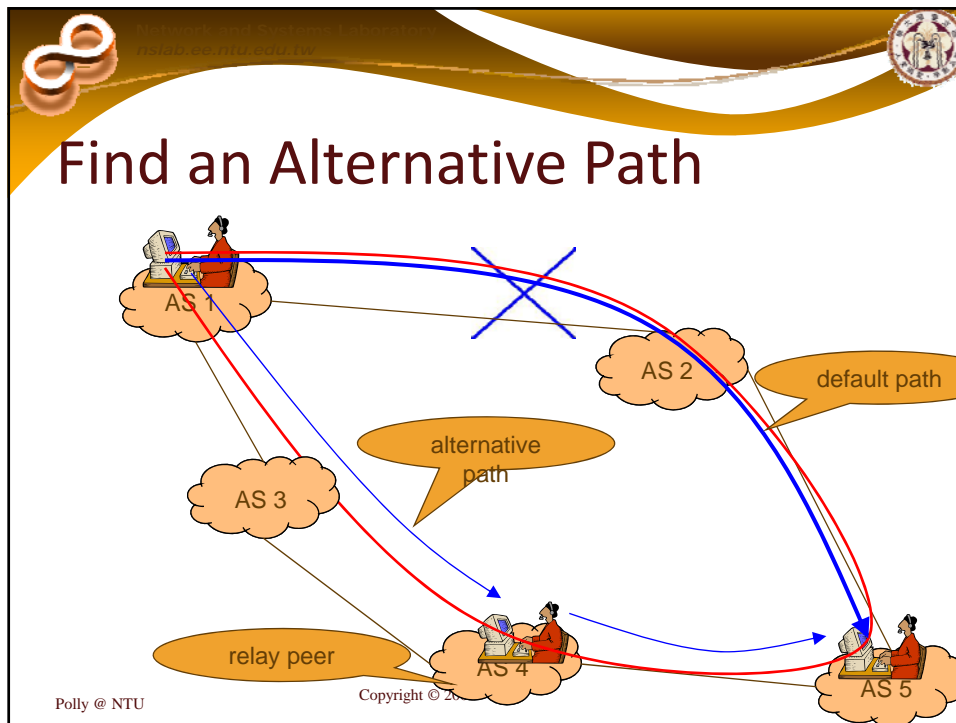 Network and Systems Laboratory
nslab.ee.ntu.edu.tw
Find an Alternative Path
AS 1
AS 2
default path
alternative
path
AS 3
relay peer
AS 4
AS 5
Polly @ NTU
Copyright ©